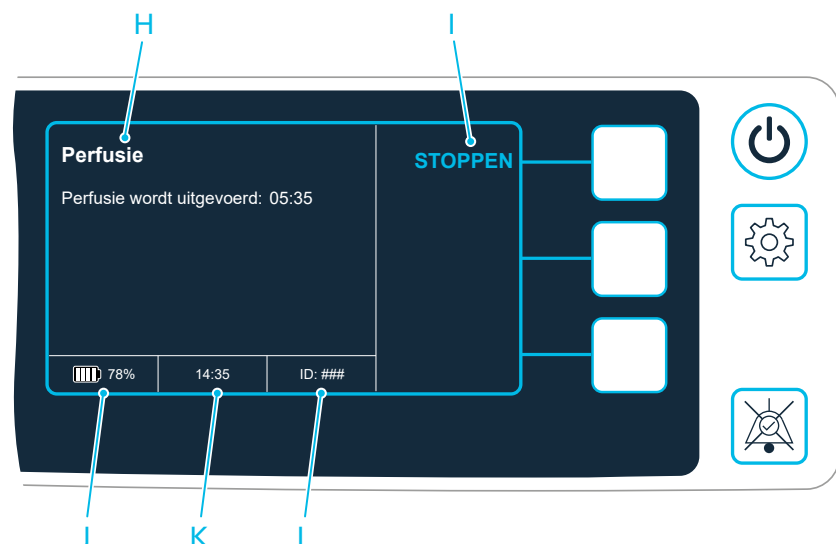 H I
Perfusie
STOPPEN
Perfusie wordt uitgevoerd: 05:35
78% 14:35 ID: ###
K